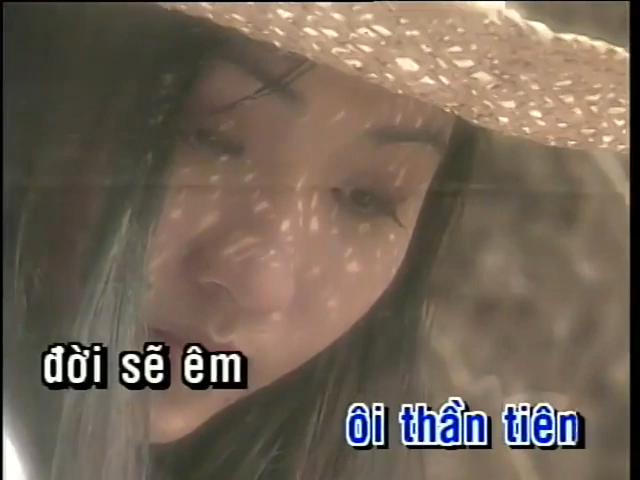 đời sẽ êm
ôi thần tiên